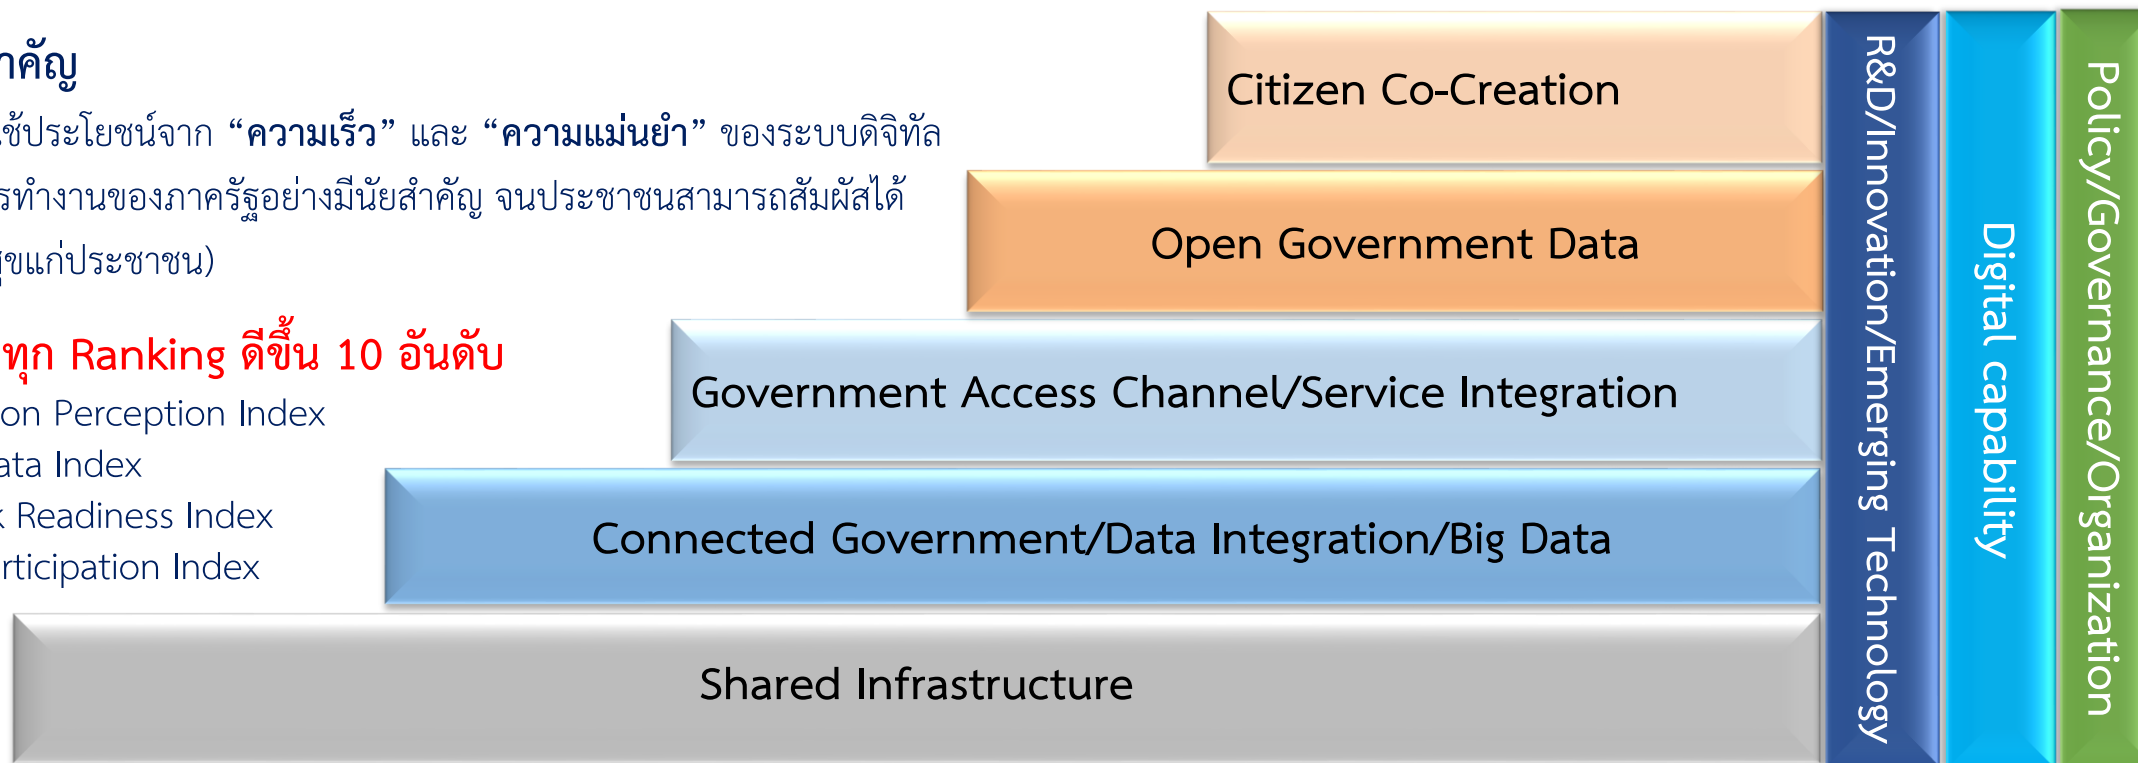 าคัญ
ช้ประโยชน์จาก “ความเร็ว” และ “ความแม่นยำ” ของระบบดิจิทัล
รทำงานของภาครัฐอย่างมีนัยสำคัญ จนประชาชนสามารถสัมผัสได้
สุขแก่ประชาชน)
ทุก Ranking ดีขึ้น 10 อันดับ
on Perception Index
ata Index
k Readiness Index
rticipation Index
Citizen Co-Creation
Open Government Data
Government Access Channel/Service Integration
Connected Government/Data Integration/Big Data
Shared Infrastructure
R&D/Innovation/Emerging Technology
Digital capability
Policy/Governance/Organization